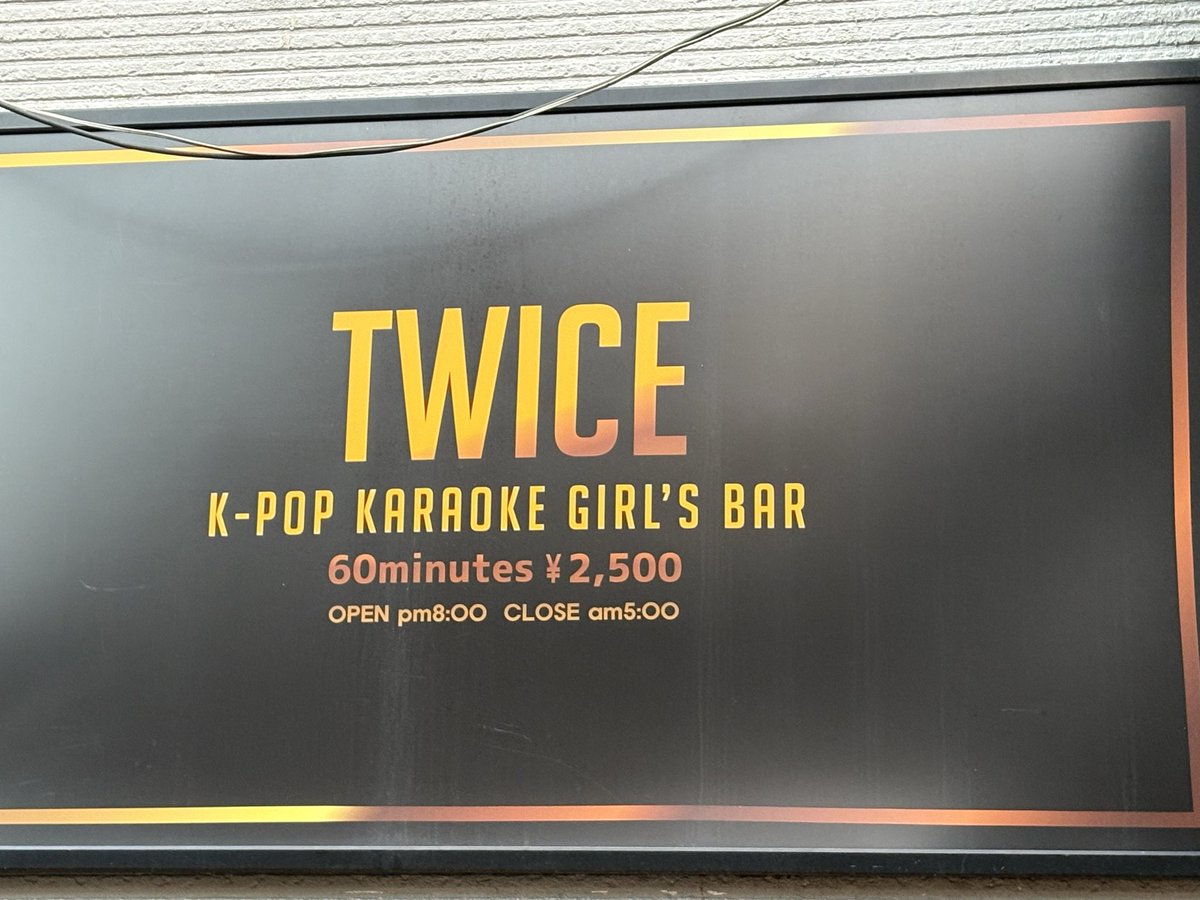 TWICE
K-POP KARAOKE GIRL'S BAR
60minutes ¥2,500
OPEN pm8:00 CLOSE am5:00